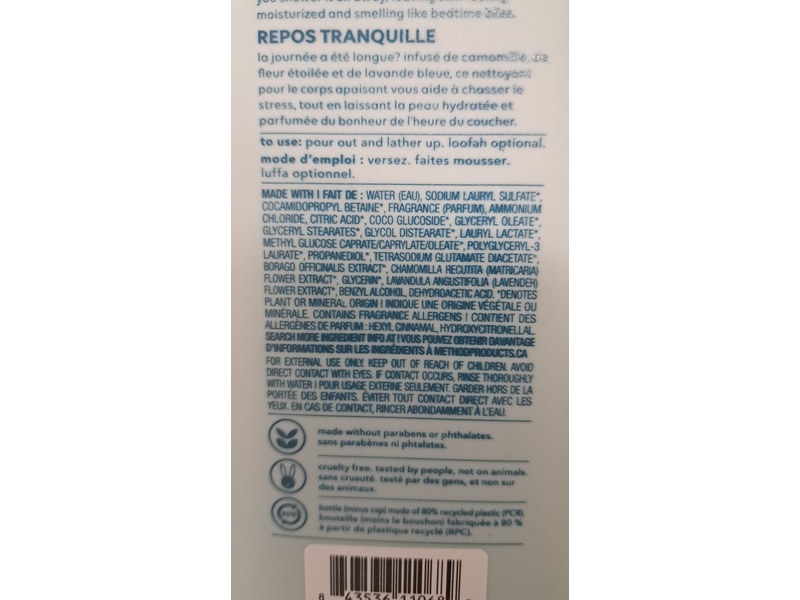 moisturized and smelling like bedtime bliss.
REPOS TRANQUILLE
la journée a été longue? infusé de camomille, de
fleur étoilée et de lavande bleue, ce nettoyant
pour le corps apaisant vous aide à chasser le
stress, tout en laissant la peau hydratée et
parfumée du bonheur de l'heure du coucher.
to use: pour out and lather up. loofah optional.
mode d'emploi : versez. faites mousser.
luffa optionnel.
MADE WITH I FAIT DE : WATER (EAU), SODIUM LAURYL SULFATE*,
COCAMIDOPROPYL BETAINE*, FRAGRANCE (PARFUM), AMMONIUM
CHLORIDE, CITRIC ACID*, COCO GLUCOSIDE*, GLYCERYL OLEATE*,
GLYCERYL STEARATES*, GLYCOL DISTEARATE*, LAURYL LACTATE*,
METHYL GLUCOSE CAPRATE/CAPRYLATE/OLEATE*, POLYGLYCERYL-3
LAURATE*, PROPANEDIOL*, TETRASODIUM GLUTAMATE DIACETATE*,
BORAGO OFFICINALIS EXTRACT*, CHAMOMILLA RECUTITA (MATRICARIA)
FLOWER EXTRACT*, GLYCERIN*, LAVANDULA ANGUSTIFOLIA (LAVENDER)
FLOWER EXTRACT*, BENZYL ALCOHOL, DEHYDROACETIC ACID. *DENOTES
PLANT OR MINERAL ORIGIN I INDIQUE UNE ORIGINE VÉGÉTALE OU
MINÉRALE. CONTAINS FRAGRANCE ALLERGENS I CONTIENT DES
ALLERGÈNES DE PARFUM : HEXYL CINNAMAL, HYDROXYCITRONELLAL.
SEARCH MORE INGREDIENT INFO AT I VOUS POUVEZ OBTENIR DAVANTAGE
D'INFORMATIONS SUR LES INGRÉDIENTS À METHODPRODUCTS.CA
FOR EXTERNAL USE ONLY. KEEP OUT OF REACH OF CHILDREN. AVOID
DIRECT CONTACT WITH EYES. IF CONTACT OCCURS, RINSE THOROUGHLY
WITH WATER I POUR USAGE EXTERNE SEULEMENT. GARDER HORS DE LA
PORTÉE DES ENFANTS. ÉVITER TOUT CONTACT DIRECT AVEC LES
YEUX. EN CAS DE CONTACT, RINCER ABONDAMMENT À L'EAU.
made without parabens or phthalates.
sans parabènes ni phtalates.
cruelty free. tested by people, not on animals.
sans cruauté. testé par des gens, et non sur
des animaux.
bottle (minus cap) made of 80% recycled plastic (PCR).
bouteille (moins le bouchon) fabriquée à 80 %
à partir de plastique recyclé (RPC).
8 43536 11068